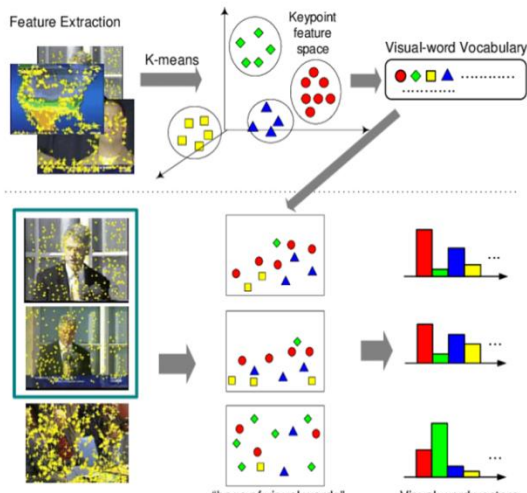 Feature Extraction
K-means
Keypoint
feature
space
Visual-word Vocabulary